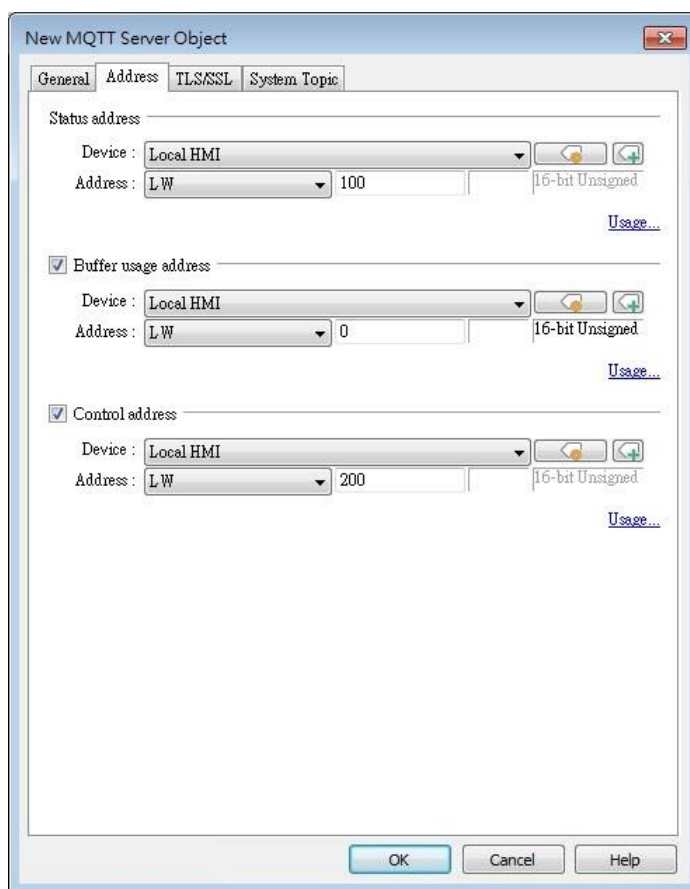 New MQTT Server Object
General Address TLS/SSL System Topic
Status address
Device : Local HMI
Address : LW 100 16-bit Unsigned
Usage...
Buffer usage address
Device : Local HMI
Address : LW 0 16-bit Unsigned
Usage...
Control address
Device : Local HMI
Address : LW 200 16-bit Unsigned
Usage...
OK Cancel Help